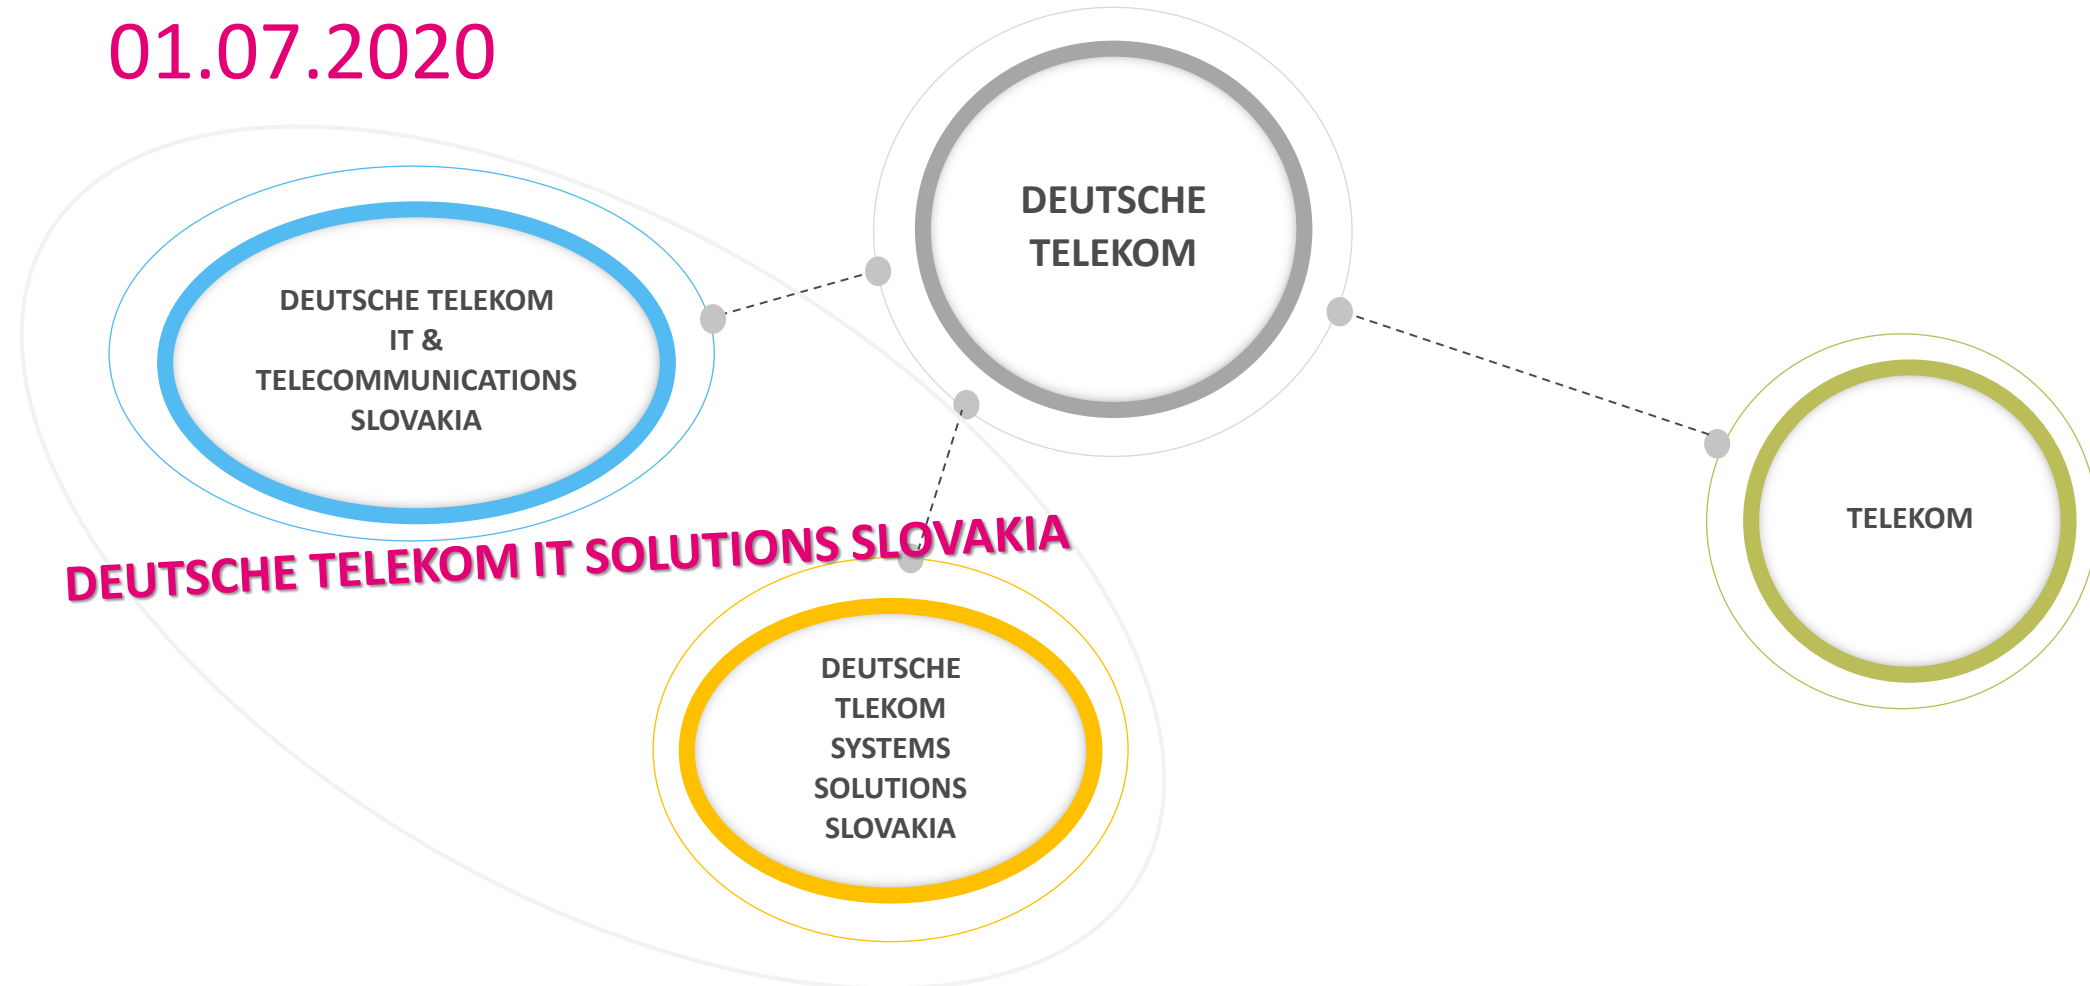 01.07.2020
DEUTSCHE
TELEKOM
DEUTSCHE TELEKOM
IT &
TELECOMMUNICATIONS
SLOVAKIA
TELEKOM
DEUTSCHE TELEKOM IT SOLUTIONS SLOVAKIA
DEUTSCHE
TLEKOM
SYSTEMS
SOLUTIONS
SLOVAKIA